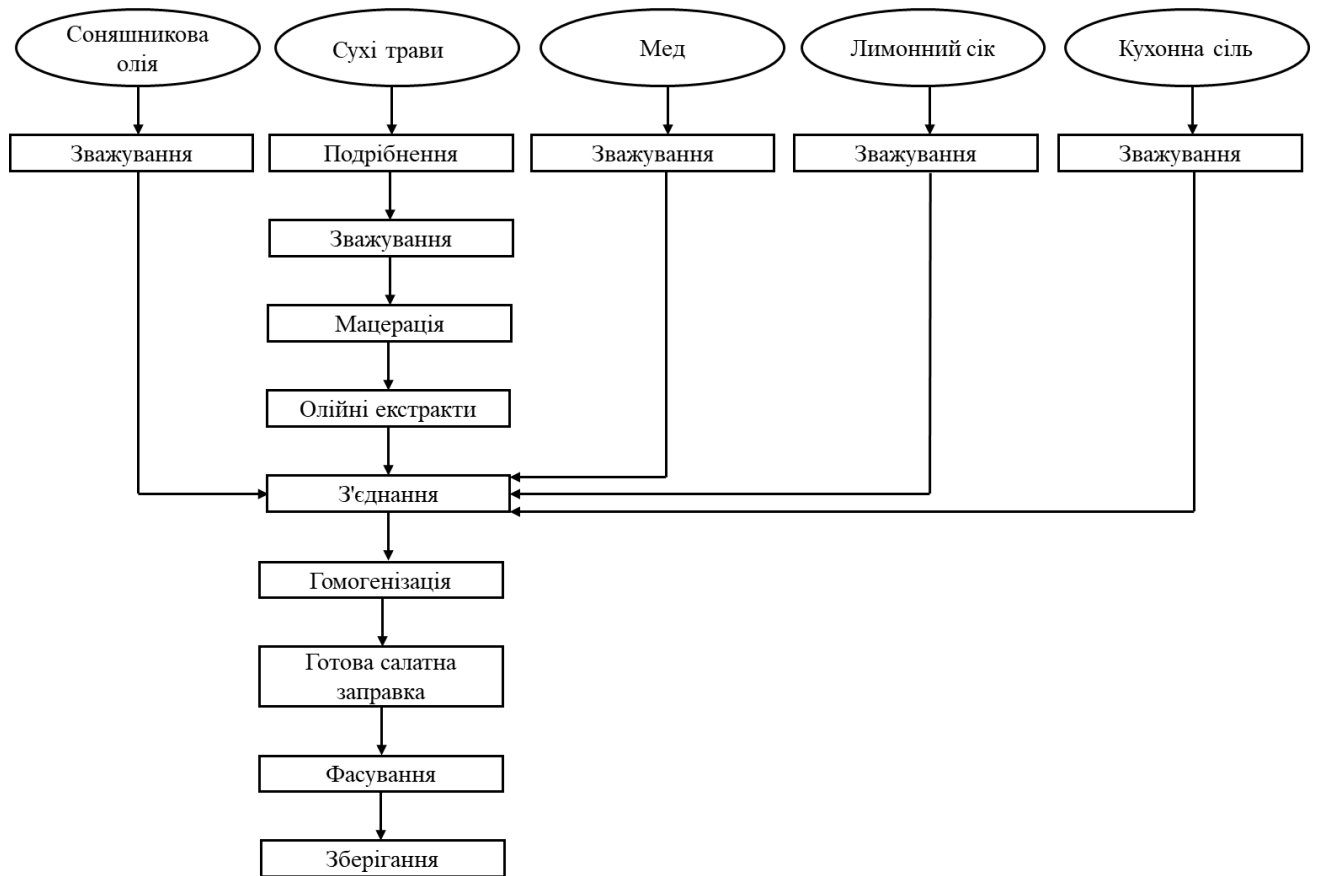 Соняшникова
олія
Сухі трави
Мед
Лимонний сік
Кухонна сіль
Зважування
Подрібнення
Зважування
Зважування
Зважування
Зважування
Мацерація
Олійні екстракти
З'єднання
Гомогенізація
Готова салатна
заправка
Фасування
Зберігання